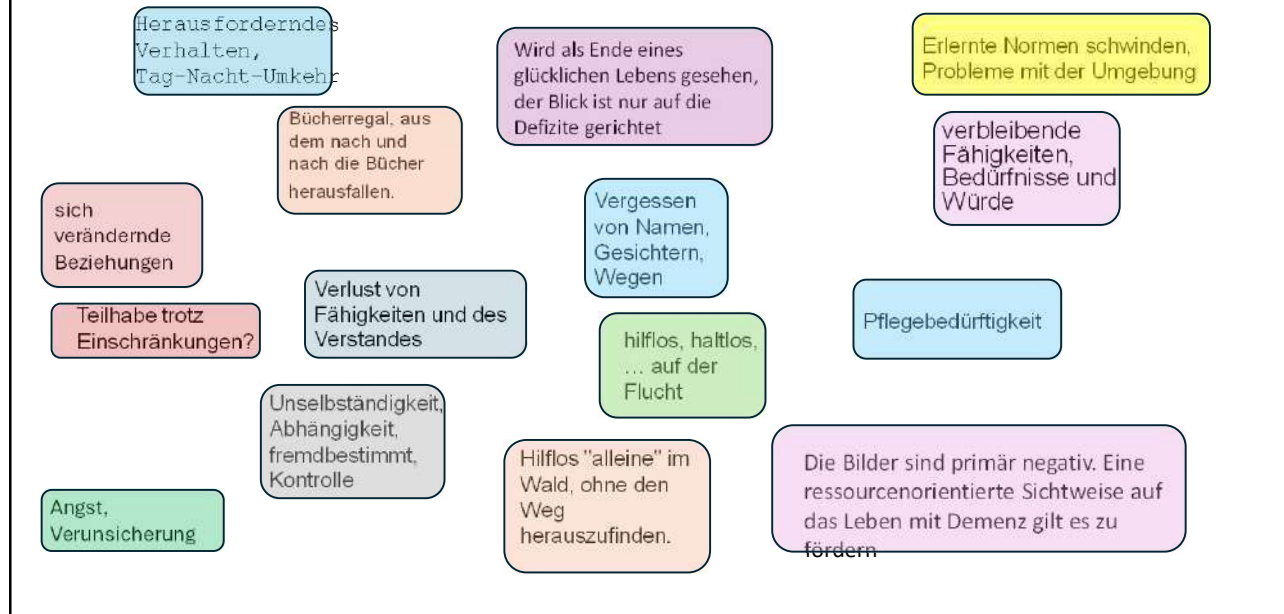 Herausforderndes
Verhalten,
Tag-Nacht-Umkehr
Wird als Ende eines
glücklichen Lebens gesehen,
der Blick ist nur auf die
Defizite gerichtet
Erlernte Normen schwinden,
Probleme mit der Umgebung
Bücherregal, aus
dem nach und
nach die Bücher
herausfallen.
verbleibende
Fähigkeiten,
Bedürfnisse und
Würde
sich
verändernde
Beziehungen
Vergessen
von Namen,
Gesichtern,
Wegen
Teilhabe trotz
Einschränkungen?
Verlust von
Fähigkeiten und des
Verstandes
Pflegebedürftigkeit
hilflos, haltlos,
... auf der
Flucht
Unselbständigkeit,
Abhängigkeit,
fremdbestimmt,
Kontrolle
Hilflos "alleine" im
Wald, ohne den
Weg
herauszufinden.
Die Bilder sind primär negativ. Eine
ressourcenorientierte Sichtweise auf
das Leben mit Demenz gilt es zu
fördern
Angst,
Verunsicherung